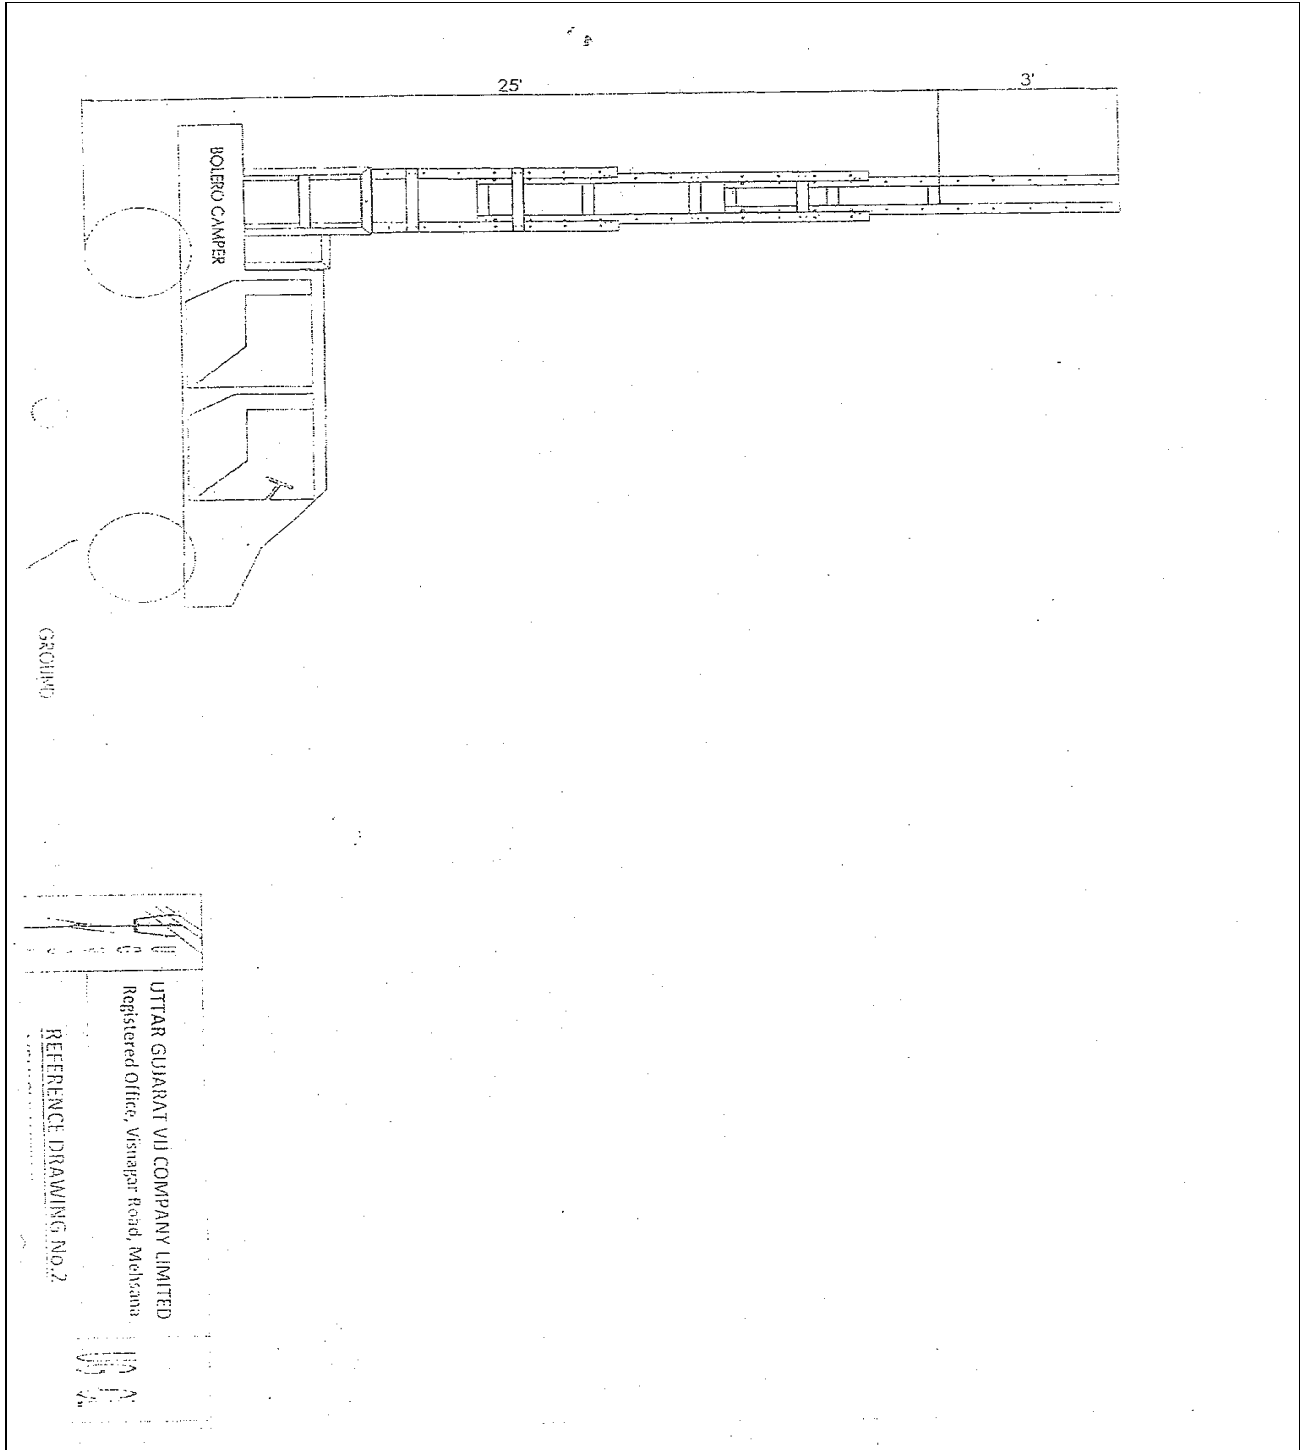 25'
3'
BOLERO CAMPER
GROUND
UTTAR GUJARAT VIJ COMPANY LIMITED
Registered Office, Visnagar Road, Mehsana
REFERENCE DRAWING No.2